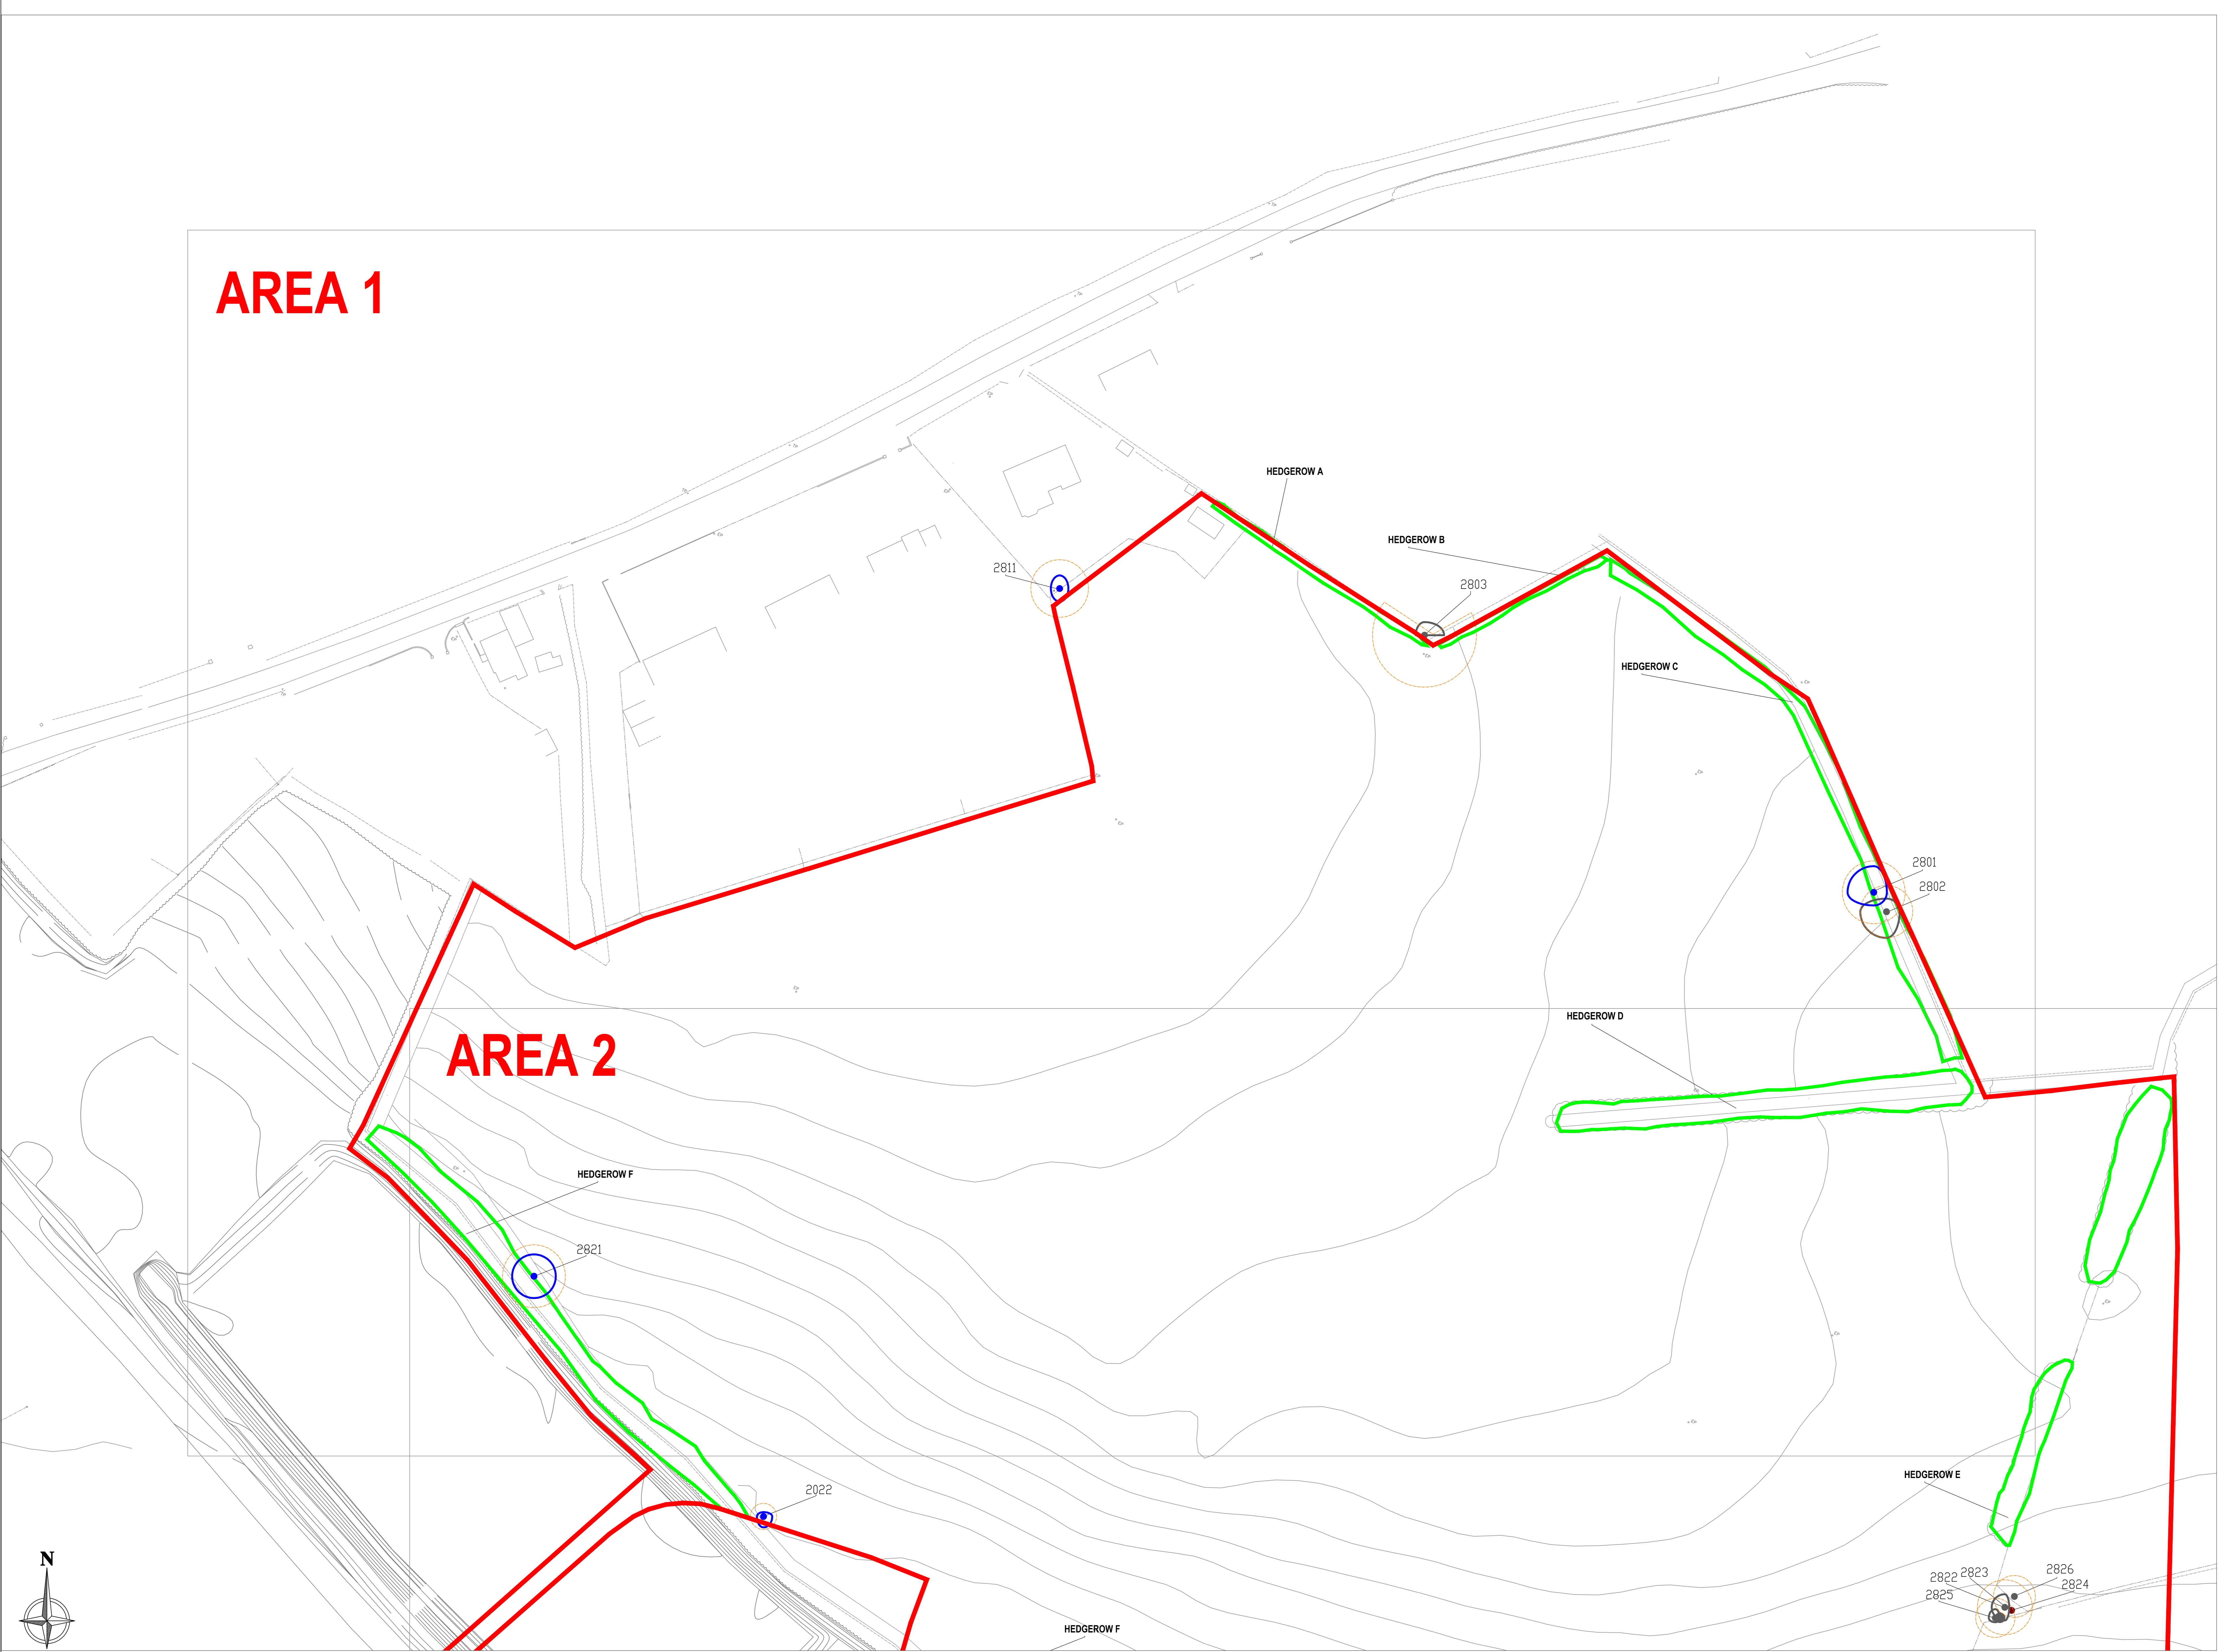 AREA 1
HEDGEROW A
HEDGEROW B
2811
2803
HEDGEROW C
2801
2802
HEDGEROW D
AREA 2
HEDGEROW F
2821
HEDGEROW E
2022
N
2822 2823
2826
2824
2825
HEDGEROW F